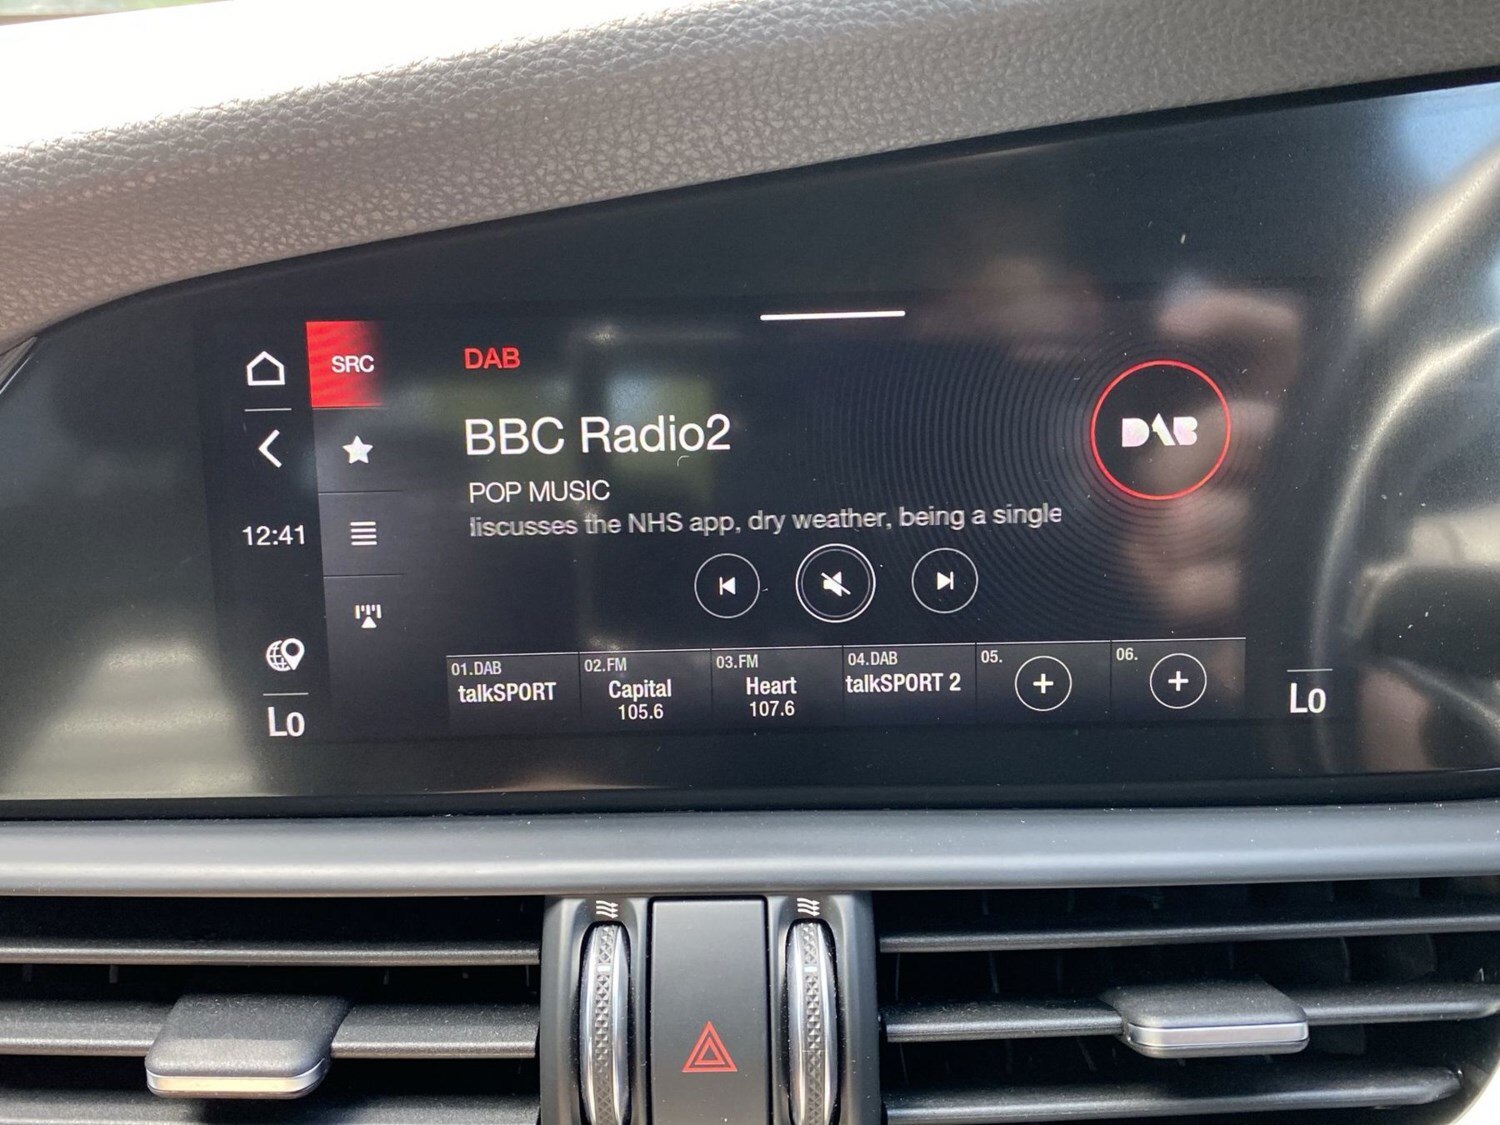 SRC
DAB
BBC Radio2
POP MUSIC
discusses the NHS app, dry weather, being a single
DAB
12:41
01.DAB
talkSPORT
02.FM
Capital
105.6
03.FM
Heart
107.6
04.DAB
talkSPORT 2
05.
06.
Lo
Lo